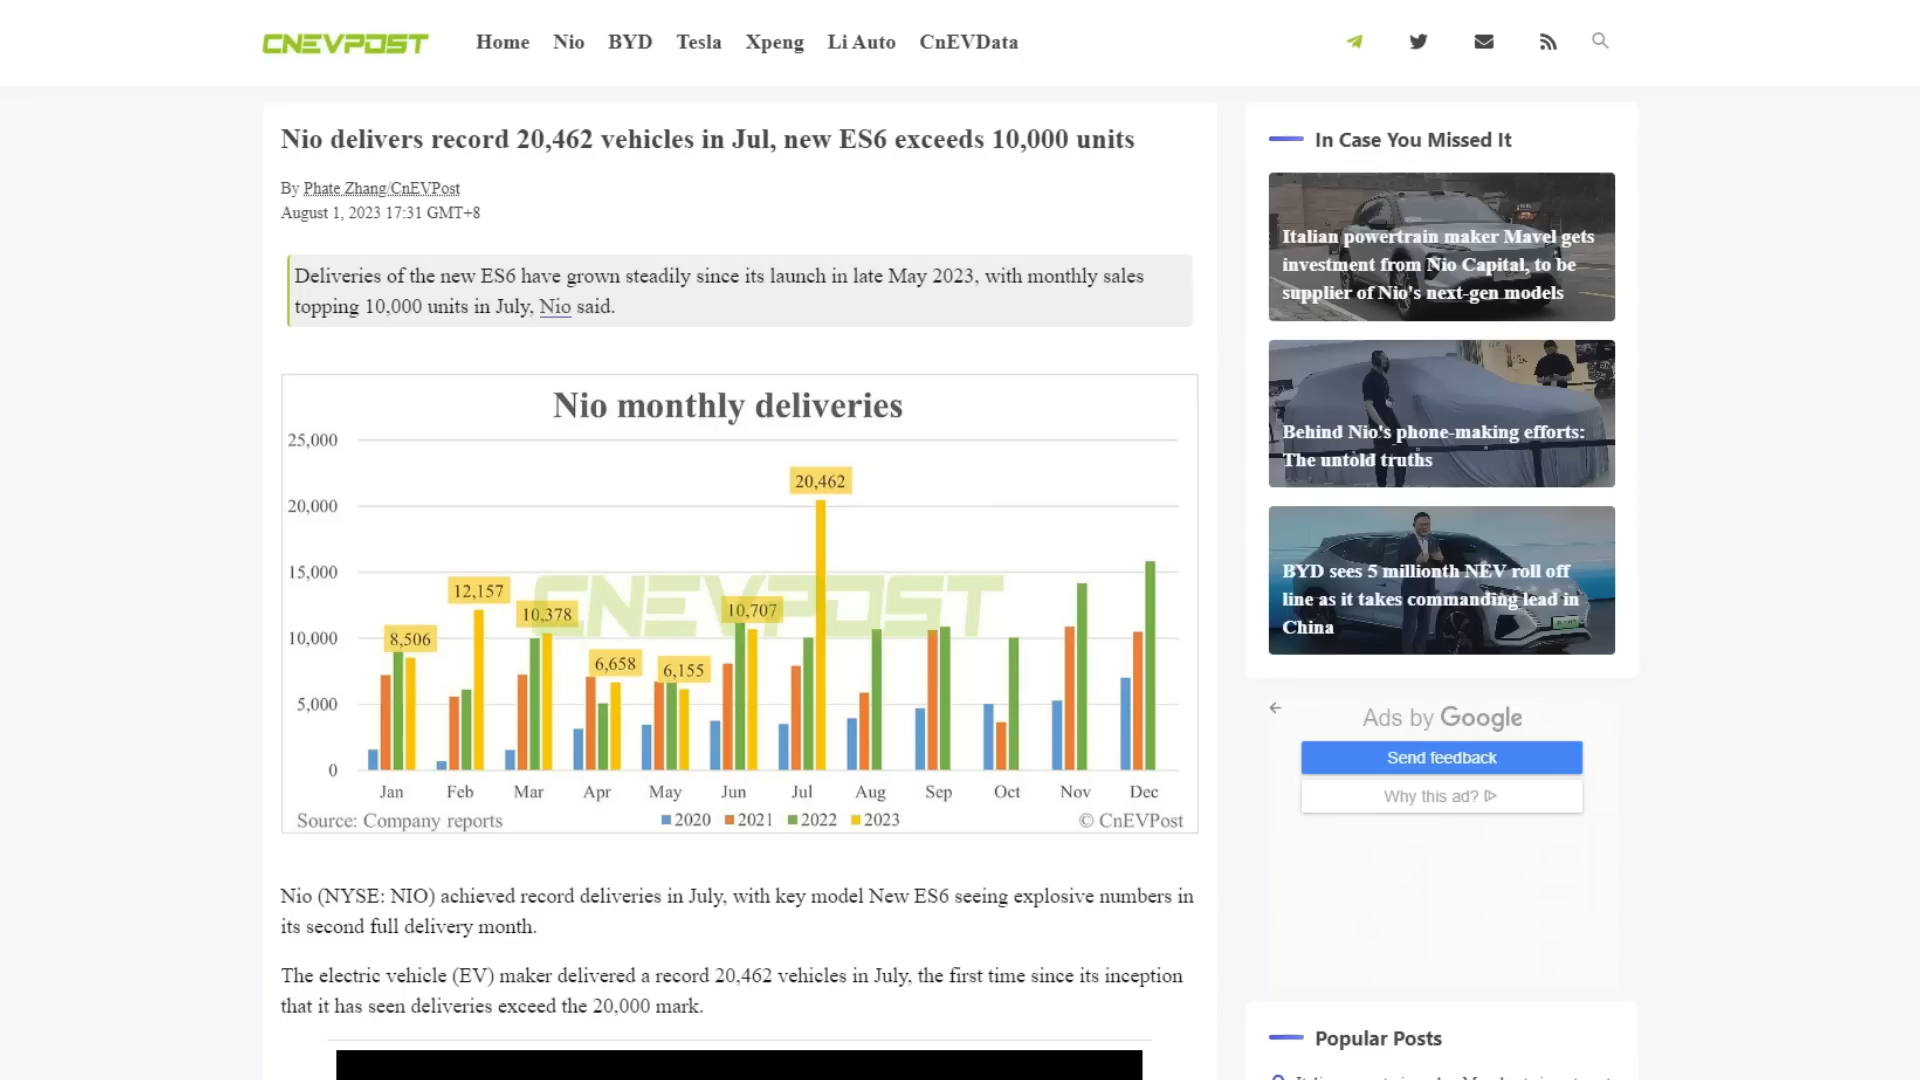 CNEVPOST
Home Nio BYD Tesla Xpeng Li Auto CnEVData
Nio delivers record 20,462 vehicles in Jul, new ES6 exceeds 10,000 units
By Phate Zhang/CnEVPost
August 1, 2023 17:31 GMT+8
Deliveries of the new ES6 have grown steadily since its launch in late May 2023, with monthly sales
topping 10,000 units in July, Nio said.
Nio monthly deliveries
25,000
20,000
15,000
10,000
5,000
0
8,506
12,157
10,378
6,658
6,155
10,707
20,462
CNEVPOST
Jan Feb Mar Apr May Jun Jul Aug Sep Oct Nov Dec
Source: Company reports
2020 2021 2022 2023
© CnEVPost
Nio (NYSE: NIO) achieved record deliveries in July, with key model New ES6 seeing explosive numbers in
its second full delivery month.
The electric vehicle (EV) maker delivered a record 20,462 vehicles in July, the first time since its inception
that it has seen deliveries exceed the 20,000 mark.
In Case You Missed It
Italian powertrain maker Mavel gets
investment from Nio Capital, to be
supplier of Nio's next-gen models
Behind Nio's phone-making efforts:
The untold truths
BYD sees 5 millionth NEV roll off
line as it takes commanding lead in
China
Ads by Google
Send feedback
Why this ad?
Popular Posts